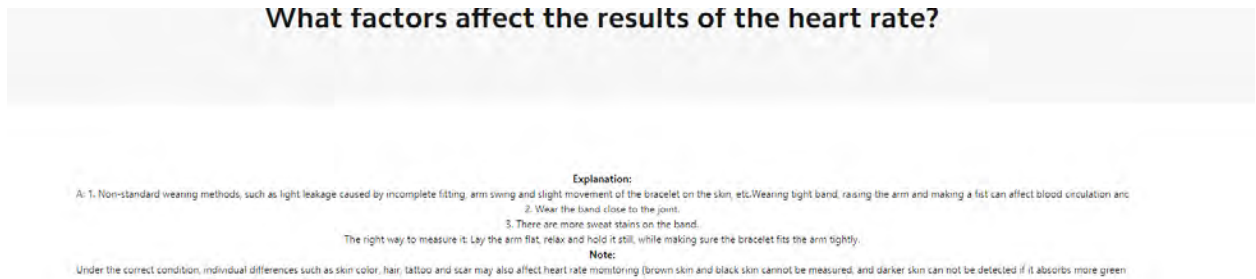 What factors affect the results of the heart rate?
Explanation:
A: 1. Non-standard wearing methods, such as light leakage caused by incomplete fitting, arm swing and slight movement of the bracelet on the skin, etc.Wearing tight band, raising the arm and making a fist can affect blood circulation anc
2. Wear the band close to the joint.
3. There are more sweat stains on the band.
The right way to measure it: Lay the arm flat, relax and hold it still, while making sure the bracelet fits the arm tightly.
Note:
Under the correct condition, individual differences such as skin color, hair, tattoo and scar may also affect heart rate monitoring (brown skin and black skin cannot be measured, and darker skin can not be detected if it absorbs more green